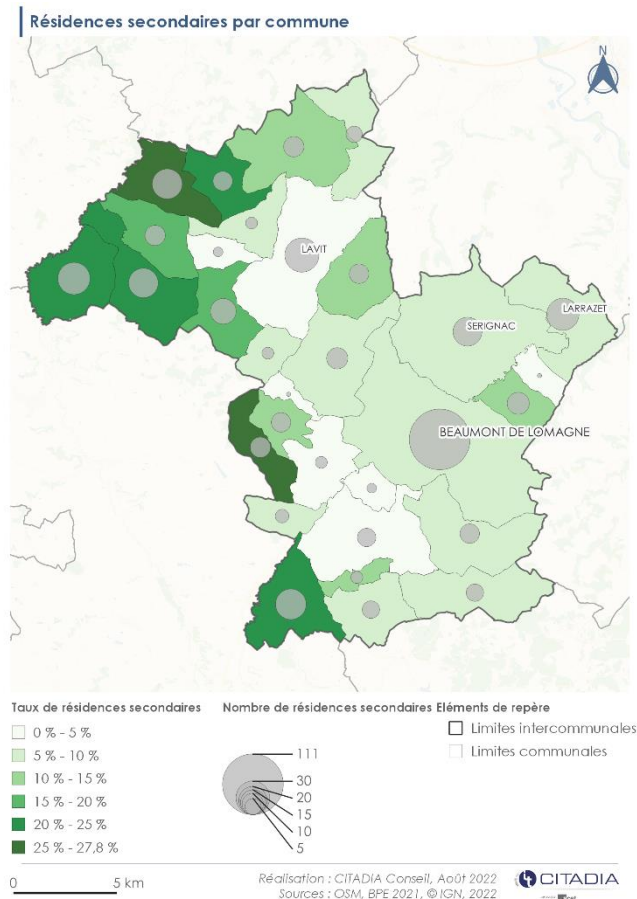 Résidences secondaires par commune
N
LAVIT
LARRAZET
SERIGNAC
BEAUMONT DE LOMAGNE
Taux de résidences secondaires
0 % - 5 %
5 % - 10 %
10 % - 15 %
15 % - 20 %
20 % - 25 %
25 % - 27,8 %
Nombre de résidences secondaires
111
30
20
15
10
5
Eléments de repère
Limites intercommunales
Limites communales
0 5 km
Réalisation : CITADIA Conseil, Août 2022
Sources : OSM, BPE 2021, © IGN, 2022
CITADIA